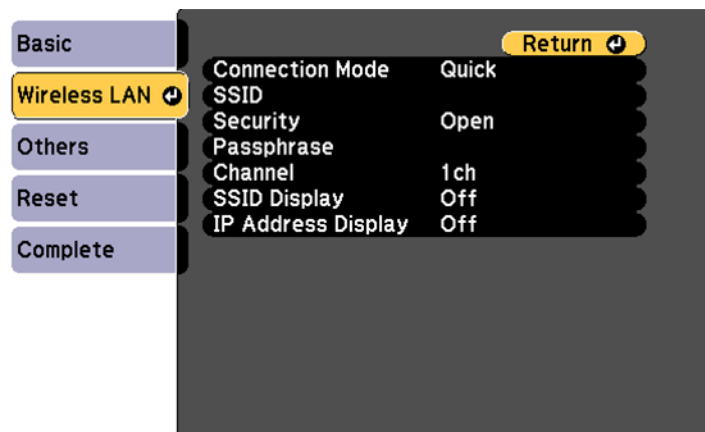 Basic
Wireless LAN
Others
Reset
Complete
Return
Connection Mode Quick
SSID
Security Open
Passphrase
Channel 1ch
SSID Display Off
IP Address Display Off